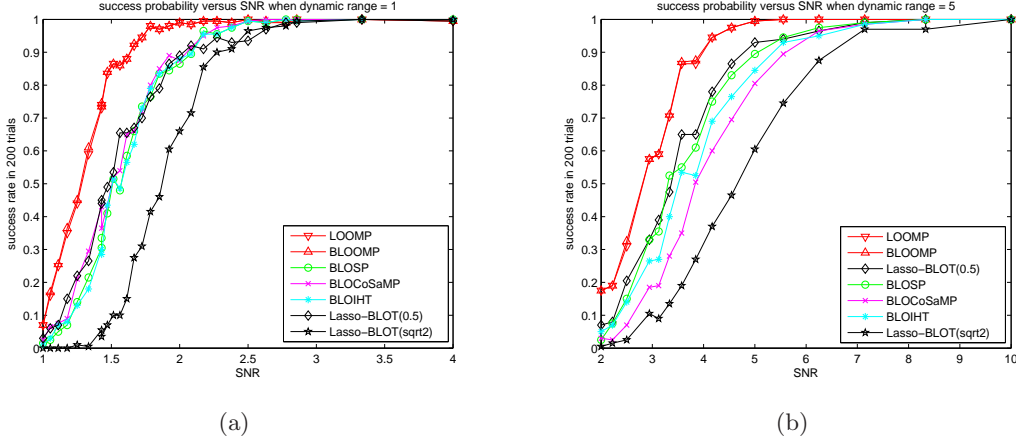 success probability versus SNR when dynamic range = 1
success rate in 200 trials
1
0.9
0.8
0.7
0.6
0.5
0.4
0.3
0.2
0.1
0
1
1.5
2
2.5
3
3.5
4
SNR
LOOMP
BLOOMP
BLOSP
BLOCoSaMP
BLOIHT
Lasso−BLOT(0.5)
Lasso−BLOT(sqrt2)
(a)
success probability versus SNR when dynamic range = 5
success rate in 200 trials
1
0.9
0.8
0.7
0.6
0.5
0.4
0.3
0.2
0.1
0
2
3
4
5
6
7
8
9
10
SNR
LOOMP
BLOOMP
Lasso−BLOT(0.5)
BLOSP
BLOCoSaMP
BLOIHT
Lasso−BLOT(sqrt2)
(b)